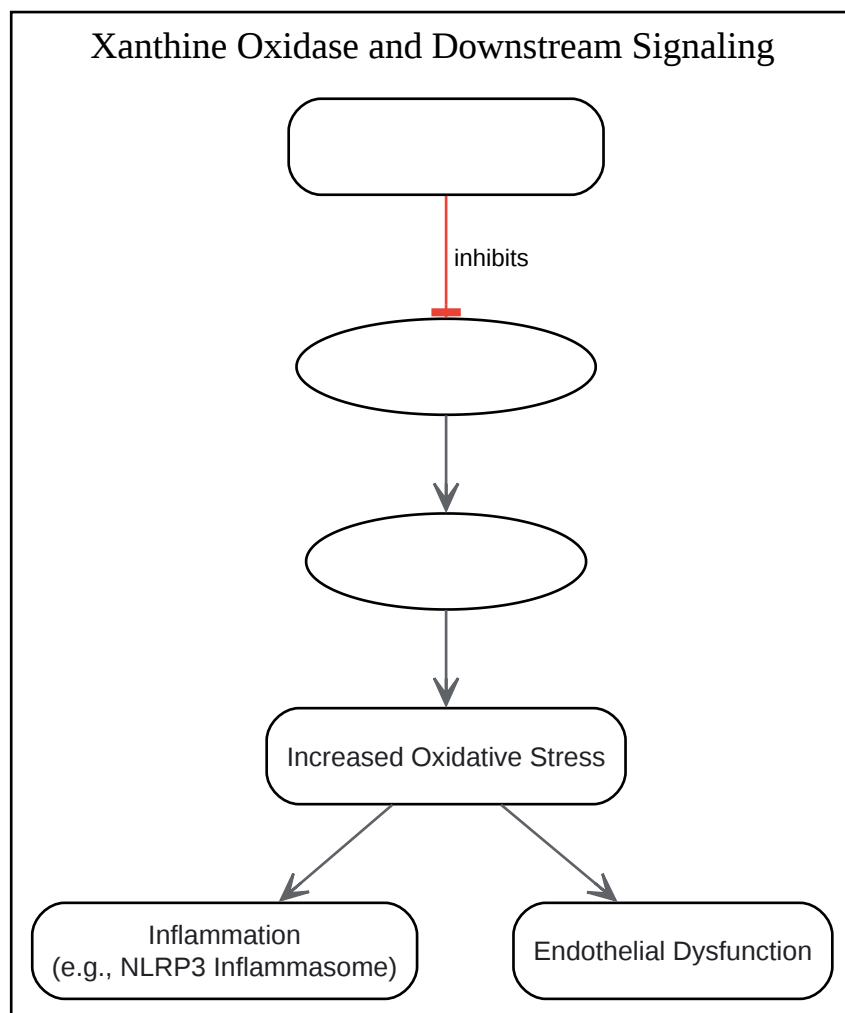 Xanthine Oxidase and Downstream Signaling
inhibits
Increased Oxidative Stress
Inflammation
(e.g., NLRP3 Inflammasome)
Endothelial Dysfunction